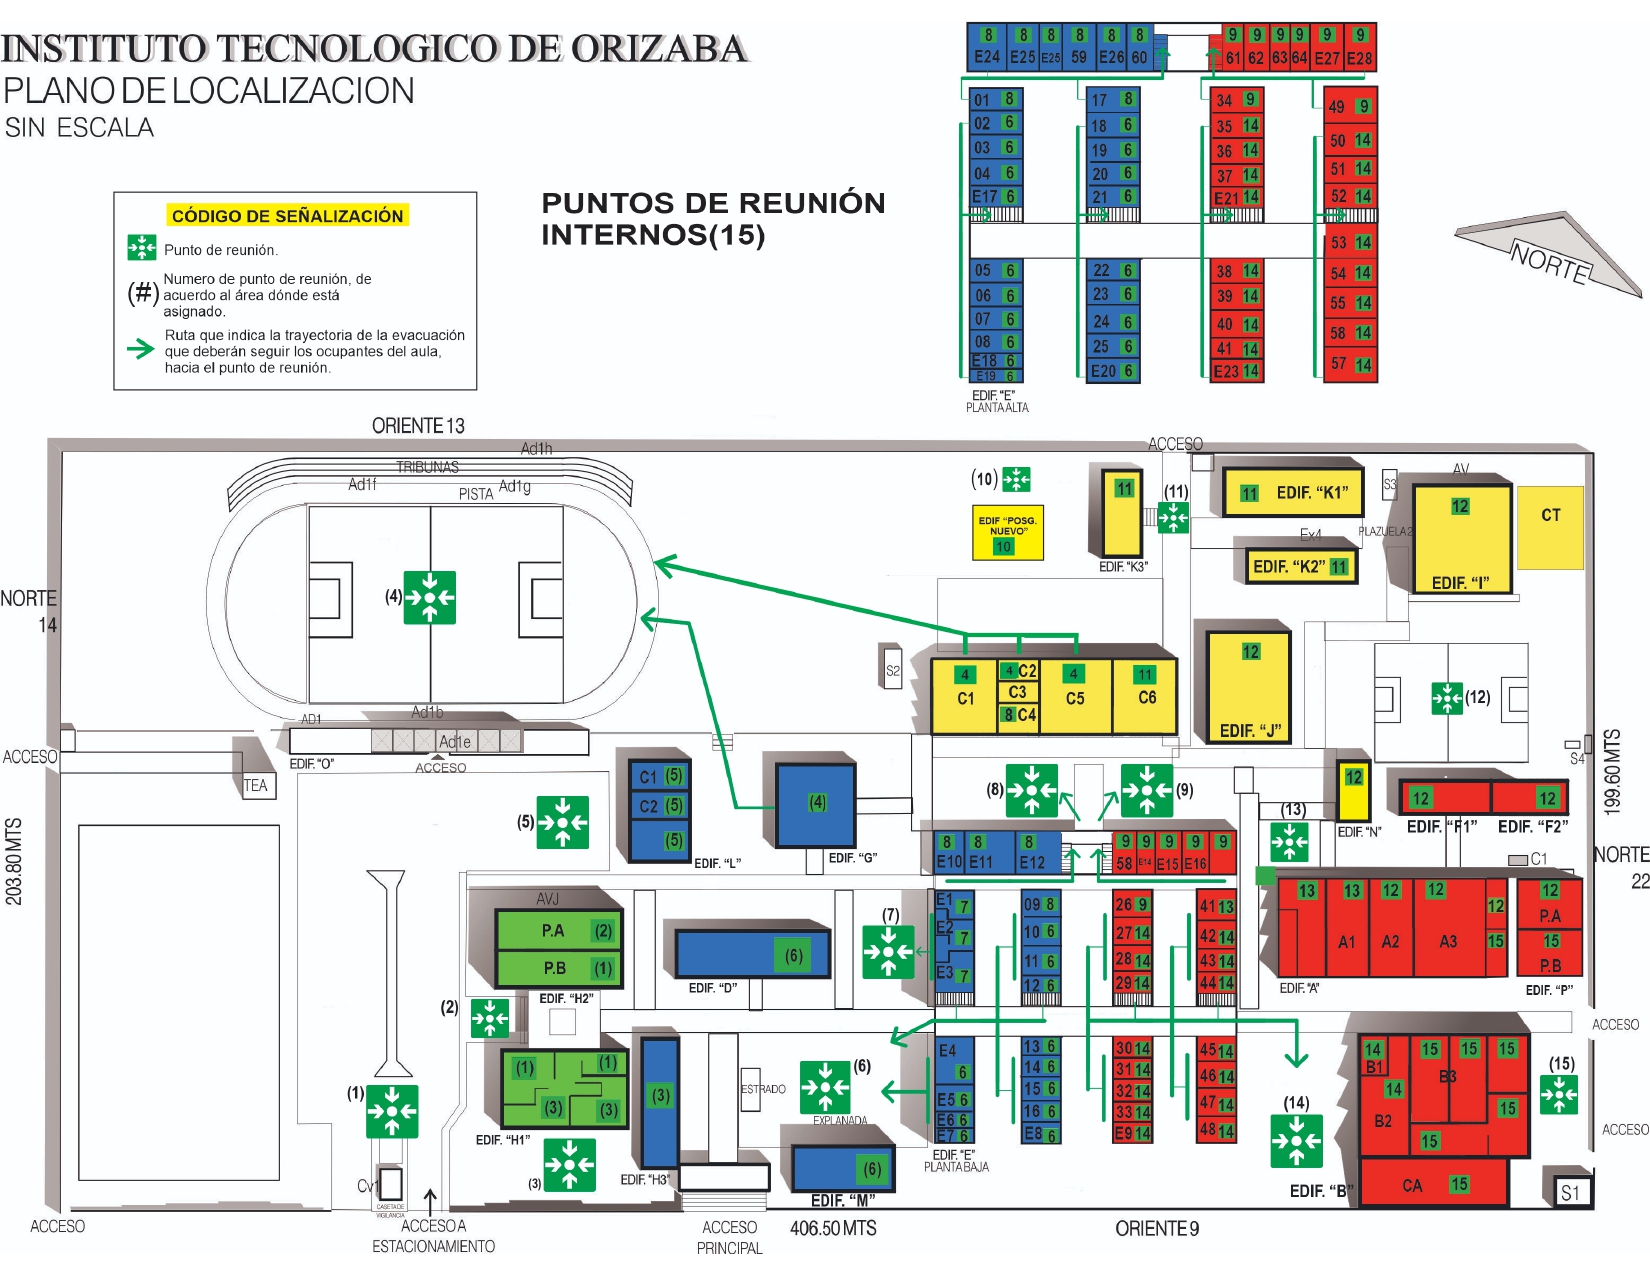 INSTITUTO TECNOLOGICO DE ORIZABA
PLANO DE LOCALIZACION
SIN ESCALA
CÓDIGO DE SEÑALIZACIÓN
Punto de reunión.
(#) Numero de punto de reunión, de
acuerdo al área dónde está
asignado.
Ruta que indica la trayectoria de la evacuación
que deberán seguir los ocupantes del aula,
hacia el punto de reunión.
PUNTOS DE REUNIÓN
INTERNOS(15)
8 8 8 8 8 8 9 9 9 9 9 9
E24 E25 E25 59 E26 60 61 62 63 64 E27 E28
01 8 17 8 34 9 49 9
02 6 18 6 35 14 50 14
03 6 19 6 36 14 51 14
04 6 20 6 37 14 52 14
E17 6 21 6 E21 14
53 14
05 6 22 6 38 14 54 14
06 6 23 6 39 14 55 14
07 6 24 6 40 14 58 14
08 6 25 6 41 14 57 14
E18 6 E20 6 E23 14
E19 6
EDIF. "E"
PLANTA ALTA
NORTE
ORIENTE 13
ACCESO
Ad1h
TRIBUNAS
Ad1f
PISTA
Ad1g
(4)
NORTE
14
AD1
Ad1b
Ad1e
EDIF. "O"
ACCESO
ACCESO
TEA
203.80 MTS
(10)
EDIF "POSG.
NUEVO"
10
11
EDIF. "K3"
(11)
11 EDIF. "K1"
Ex4
EDIF. "K2" 11
S3
PLAZUELA 2
AV
12
EDIF. "I"
CT
S2
4 4 C2 4 11
C1 C3 C5 C6
8 C4
12
EDIF. "J"
(12)
S4
199.60 MTS
(5)
C1 (5)
C2 (5)
(5)
EDIF. "L"
(4)
EDIF. "G"
(8)
(9)
12
EDIF. "N"
(13)
12 12
EDIF. "F1" EDIF. "F2"
C1
NORTE
22
8 8 8 9 9 9 9 9
E10 E11 E12 58 E14 E15 E16
AVJ
P.A (2)
P.B (1)
EDIF. "H2"
(6)
EDIF. "D"
(7)
E1 7
E2 7
E3 7
09 8 26 9 41 13
10 6 27 14 42 14
11 6 28 14 43 14
12 6 29 14 44 14
13 13 12 12 12 12
A1 A2 A3 15
EDIF. "A"
P.A
15
P.B
EDIF. "P"
(2)
(1)
(1) (1)
(3) (3)
EDIF. "H1"
(3)
(3)
EDIF. "H3"
ESTRADO
(6)
EXPLANADA
(6)
EDIF. "M"
E4 6
E5 6
E6 6
E7 6
13 6 30 14 45 14
14 6 31 14 46 14
15 6 32 14 47 14
16 6 33 14 48 14
E8 6 E9 14
EDIF. "E"
PLANTA BAJA
(14)
14 15 15 15
B1 B3
14
B2 15
15
CA 15
EDIF. "B"
(15)
S1
ACCESO
ACCESO
Cv1
CASETA DE
VIGILANCIA
ACCESO
ACCESO A
ESTACIONAMIENTO
ACCESO
PRINCIPAL
406.50 MTS
ORIENTE 9